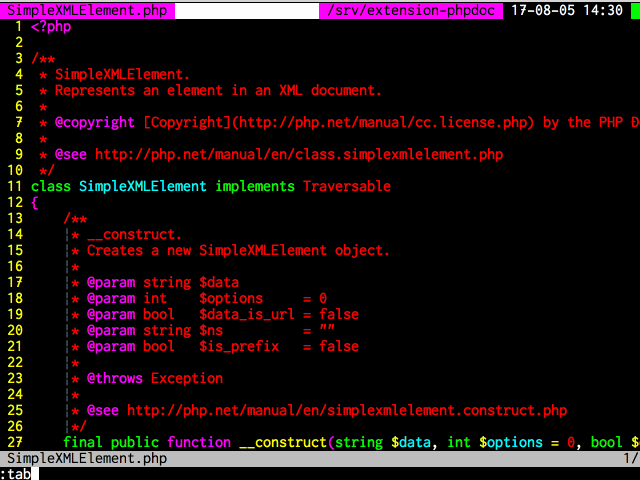 SimpleXMLElement.php /srv/extension-phpdoc 17-08-05 14:30
1 <?php
2
3 /**
4  * SimpleXMLElement.
5  * Represents an element in an XML document.
6  *
7  * @copyright [Copyright](http://php.net/manual/cc.license.php) by the PHP D
8  *
9  * @see http://php.net/manual/en/class.simplexmlelement.php
10  */
11 class SimpleXMLElement implements Traversable
12 {
13     /**
14     |* __construct.
15     |* Creates a new SimpleXMLElement object.
16     |*
17     |* @param string $data
18     |* @param int    $options     = 0
19     |* @param bool   $data_is_url = false
20     |* @param string $ns          = ""
21     |* @param bool   $is_prefix   = false
22     |*
23     |* @throws Exception
24     |*
25     |* @see http://php.net/manual/en/simplexmlelement.construct.php
26     |*/
27     final public function __construct(string $data, int $options = 0, bool $
SimpleXMLElement.php 1/
:tab